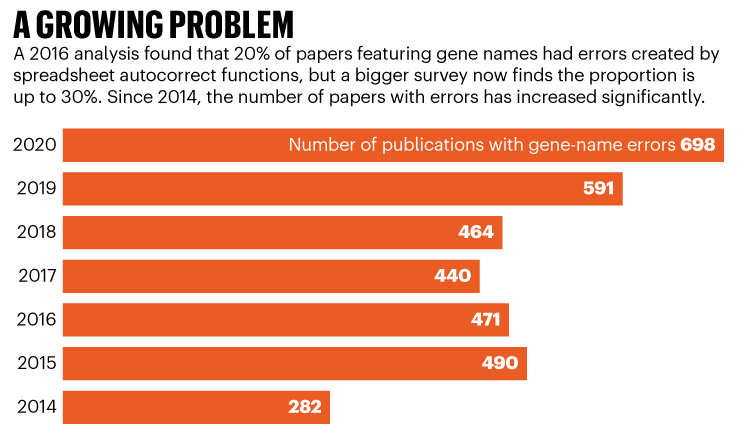 A GROWING PROBLEM
A 2016 analysis found that 20% of papers featuring gene names had errors created by
spreadsheet autocorrect functions, but a bigger survey now finds the proportion is
up to 30%. Since 2014, the number of papers with errors has increased significantly.
2020 Number of publications with gene-name errors 698
2019 591
2018 464
2017 440
2016 471
2015 490
2014 282